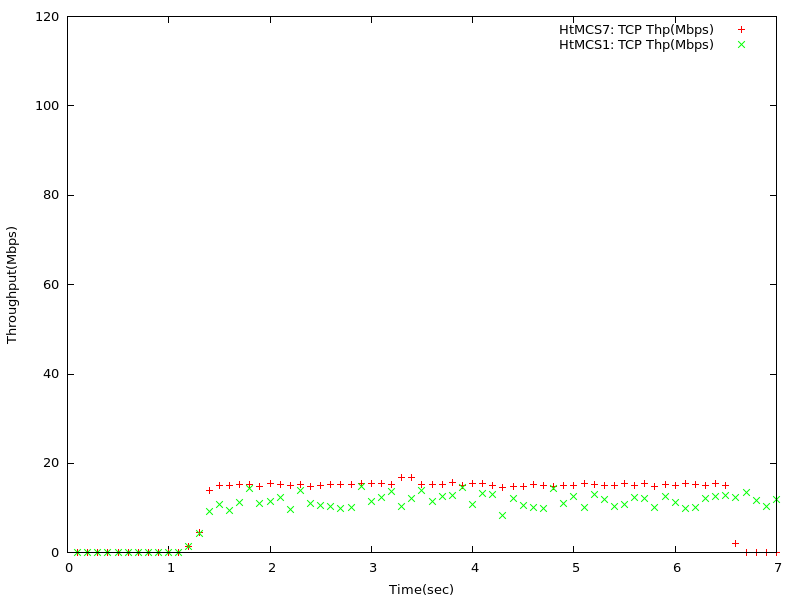 120
100
80
60
40
20
0
Throughput(Mbps)
HtMCS7: TCP Thp(Mbps)
HtMCS1: TCP Thp(Mbps)
0 1 2 3 4 5 6 7
Time(sec)